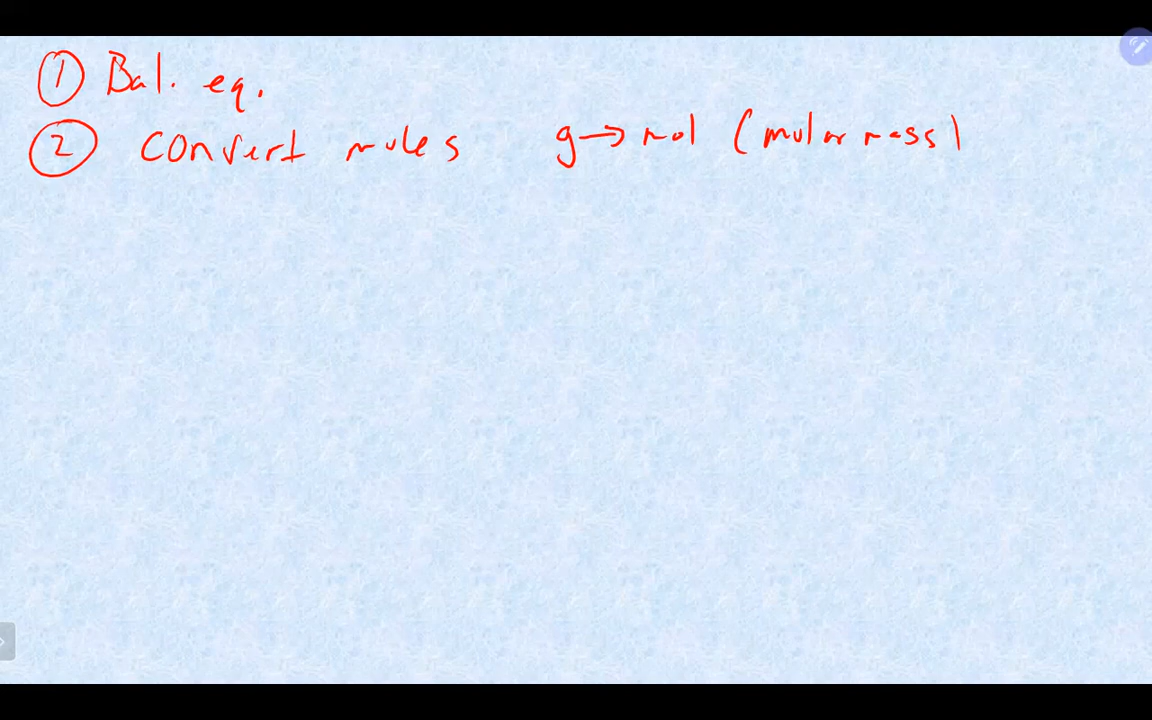 ① Bal. eq.
② convert moles g→mol (molar mass)